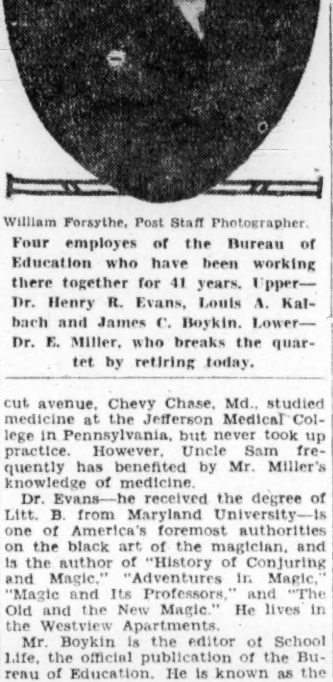 William Forsythe, Post Staff Photographer.
Four employes of the Bureau of
Education who have been working
there together for 41 years. Upper—
Dr. Henry R. Evans, Louis A. Kal-
bach and James C. Boykin. Lower—
Dr. E. Miller, who breaks the quar-
tet by retiring today.
cut avenue, Chevy Chase, Md., studied
medicine at the Jefferson Medical Col-
lege in Pennsylvania, but never took up
practice. However, Uncle Sam fre-
quently has benefited by Mr. Miller's
knowledge of medicine.
Dr. Evans—he received the degree of
Litt. B. from Maryland University—is
one of America's foremost authorities
on the black art of the magician, and
is the author of "History of Conjuring
and Magic," "Adventures in Magic,"
"Magic and Its Professors," and "The
Old and the New Magic." He lives in
the Westview Apartments.
Mr. Boykin is the editor of School
Life, the official publication of the Bu-
reau of Education. He is known as the